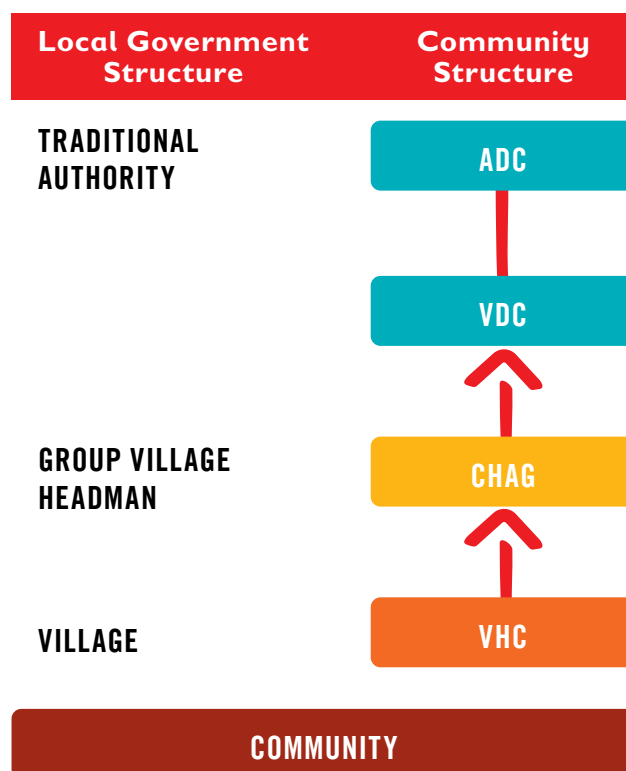 Local Government
Structure
Community
Structure
TRADITIONAL
AUTHORITY
ADC
VDC
GROUP VILLAGE
HEADMAN
CHAG
VILLAGE
VHC
COMMUNITY